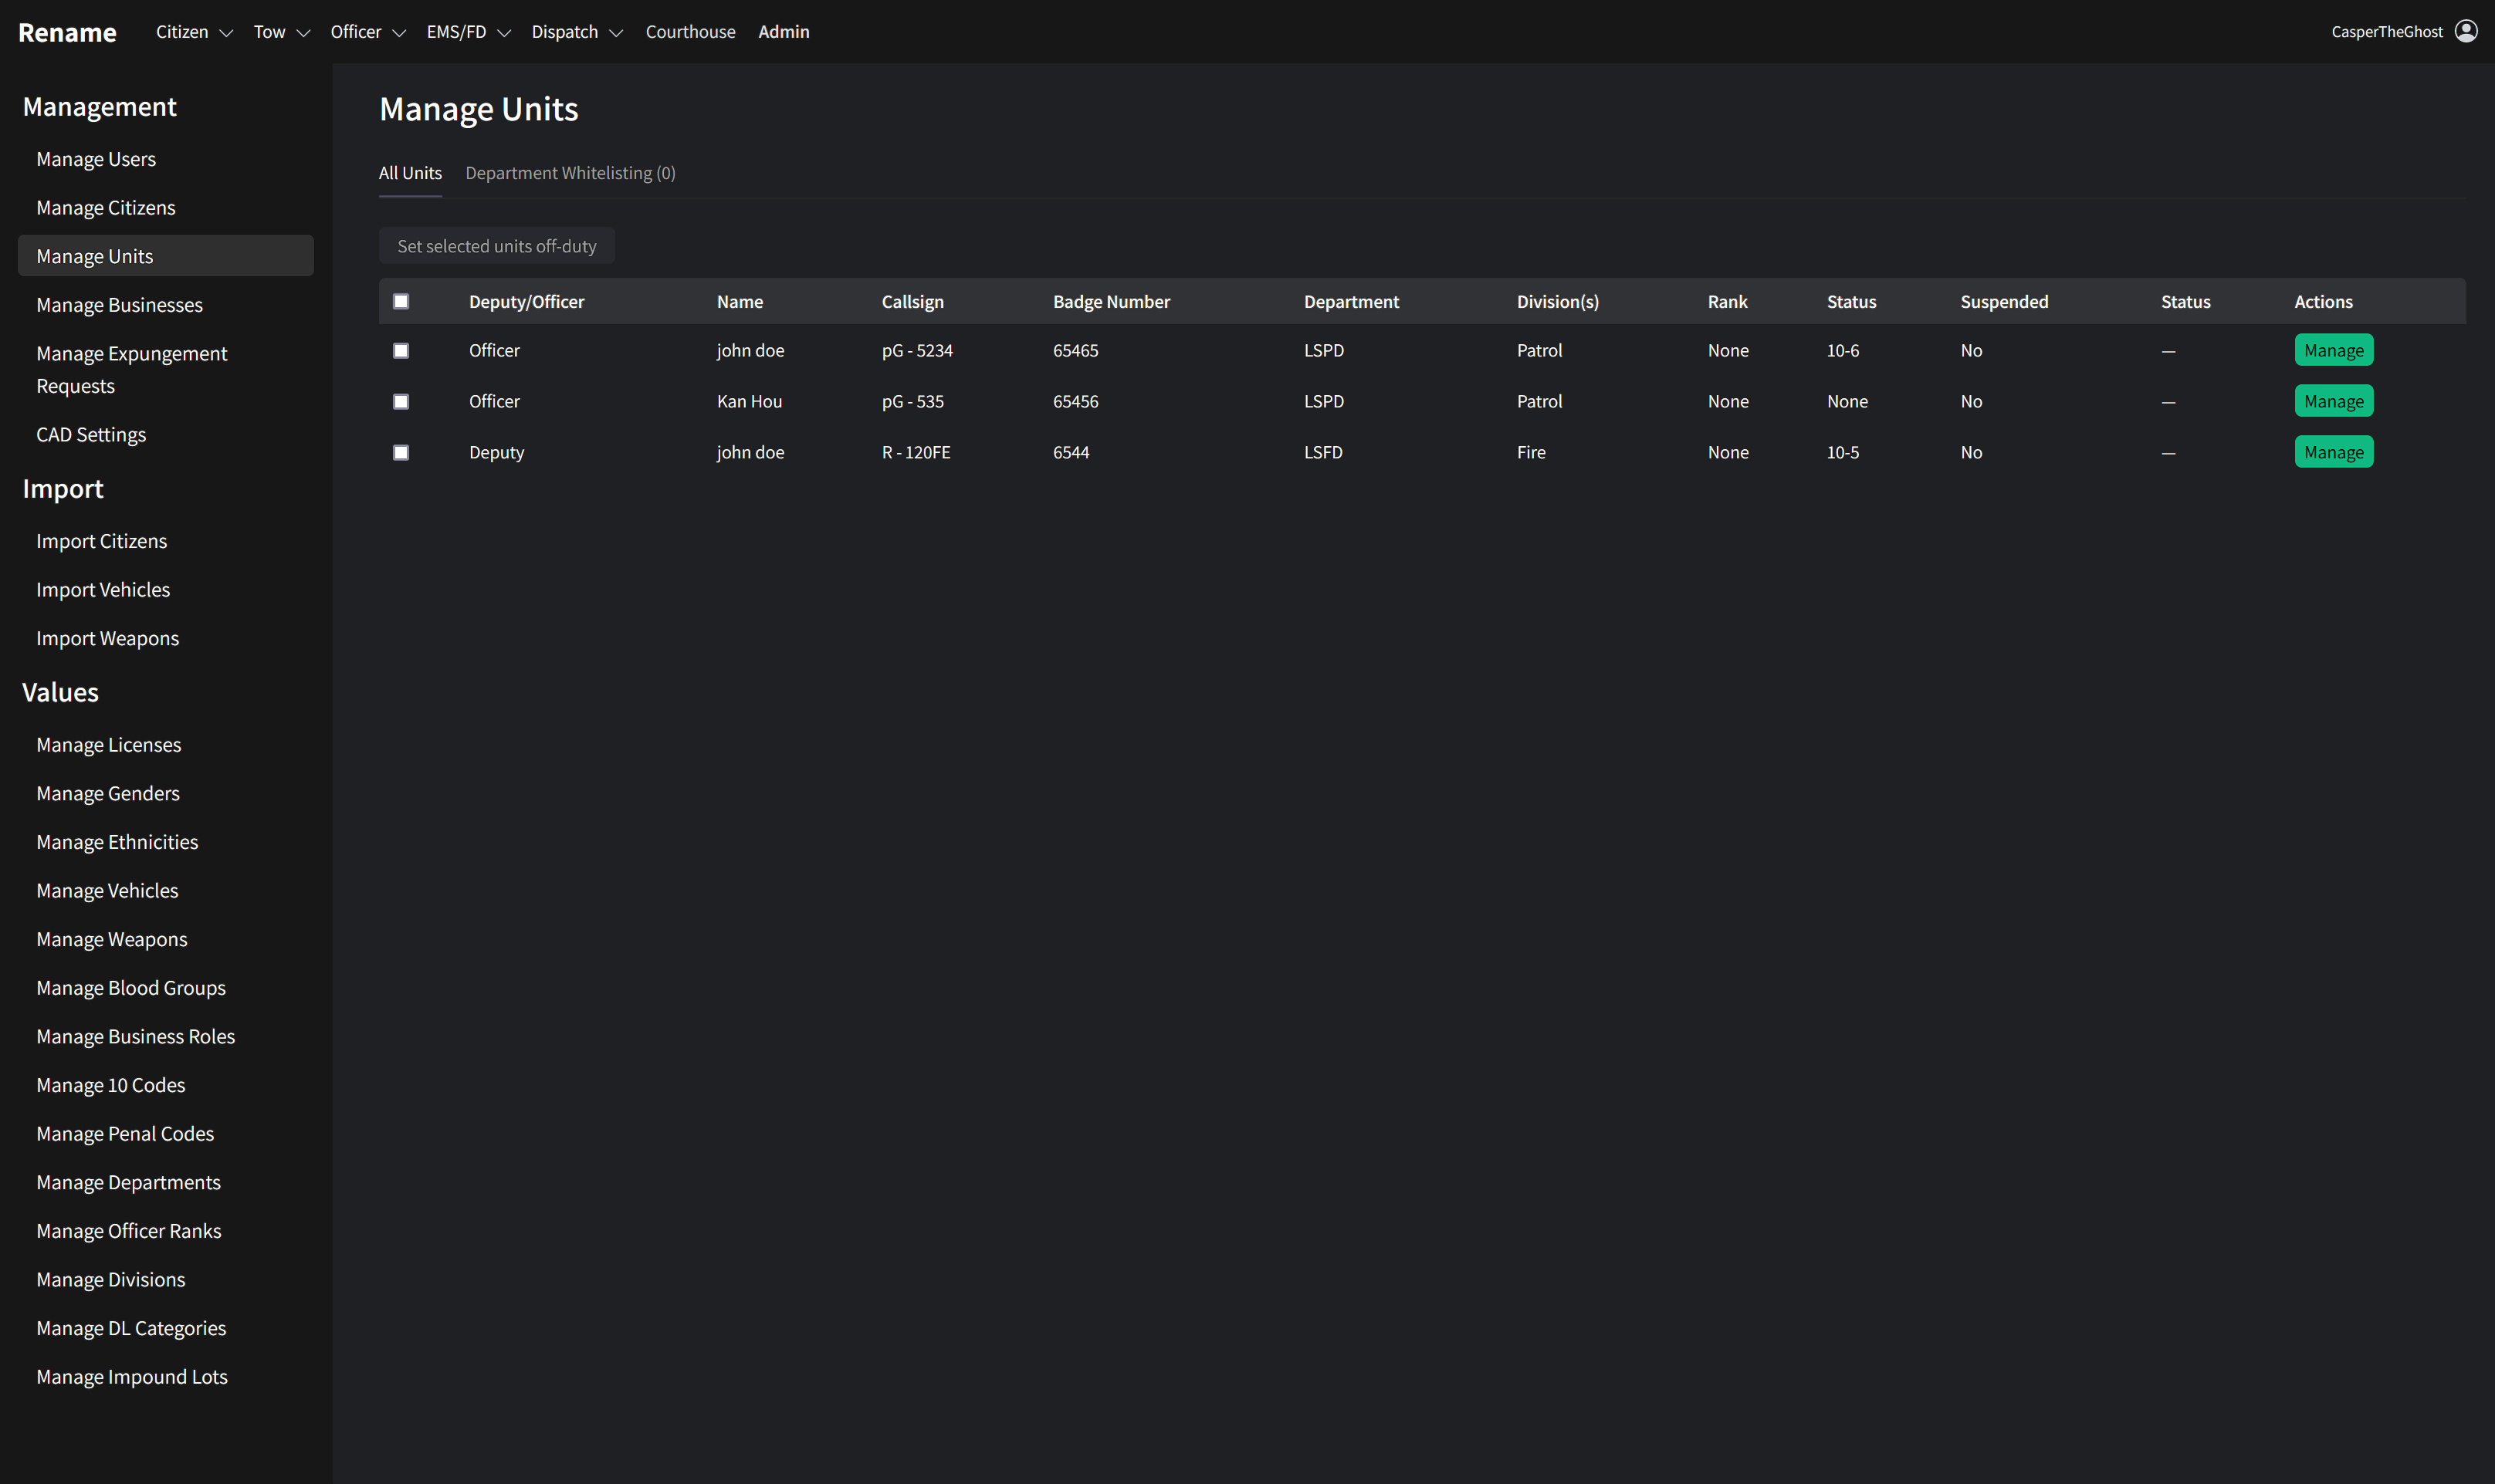 Rename Citizen Tow Officer EMS/FD Dispatch Courthouse Admin CasperTheGhost
Management
Manage Users
Manage Citizens
Manage Units
Manage Businesses
Manage Expungement
Requests
CAD Settings
Import
Import Citizens
Import Vehicles
Import Weapons
Values
Manage Licenses
Manage Genders
Manage Ethnicities
Manage Vehicles
Manage Weapons
Manage Blood Groups
Manage Business Roles
Manage 10 Codes
Manage Penal Codes
Manage Departments
Manage Officer Ranks
Manage Divisions
Manage DL Categories
Manage Impound Lots
Manage Units
All Units Department Whitelisting (0)
Set selected units off-duty
Deputy/Officer Name Callsign Badge Number Department Division(s) Rank Status Suspended Status Actions
Officer john doe pG - 5234 65465 LSPD Patrol None 10-6 No — Manage
Officer Kan Hou pG - 535 65456 LSPD Patrol None None No — Manage
Deputy john doe R - 120FE 6544 LSFD Fire None 10-5 No — Manage